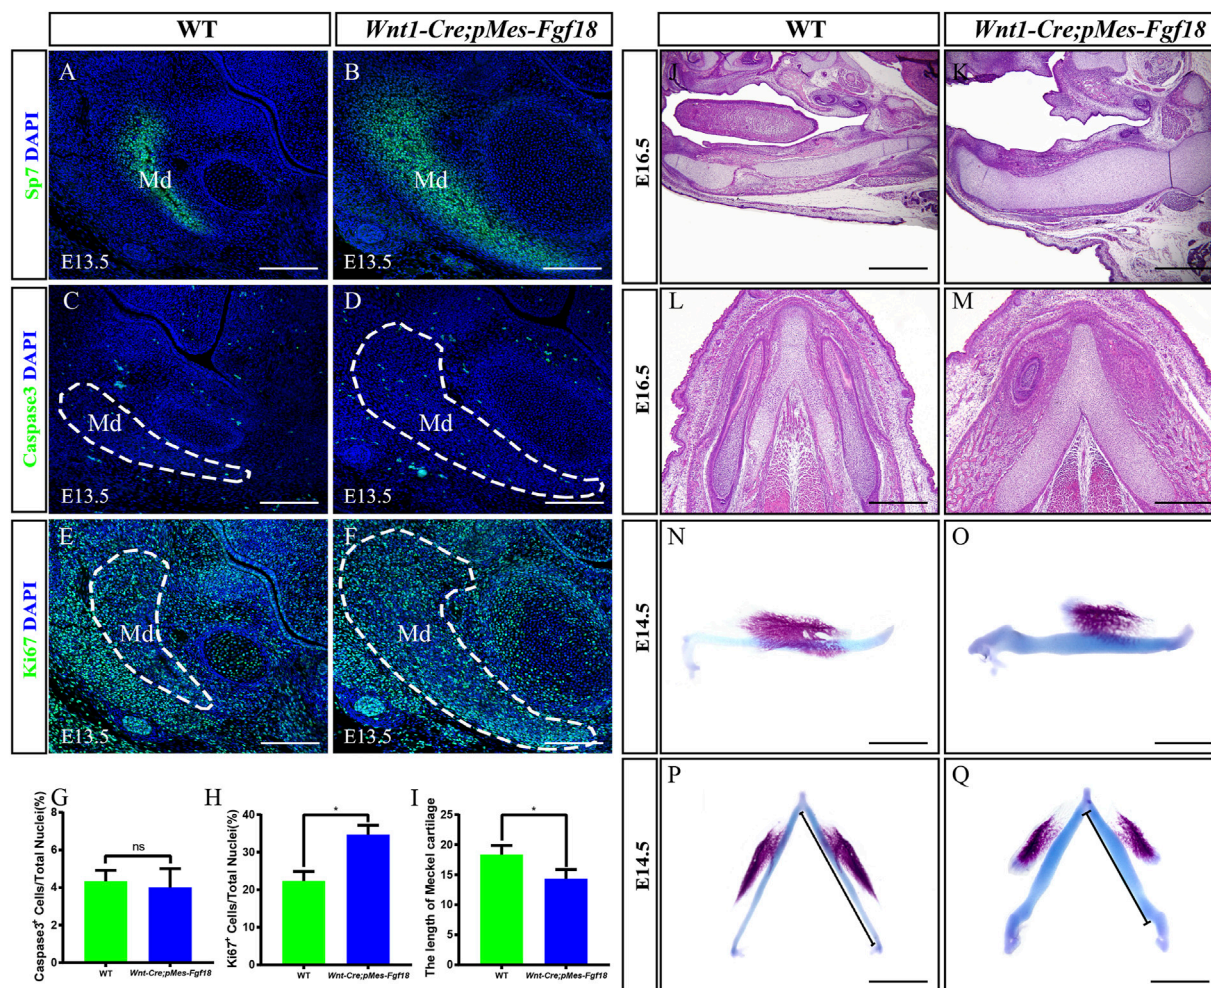 WT
Wnt1-Cre;pMes-Fgf18
Sp7 DAPI
A
Md
E13.5
B
Md
Caspase3 DAPI
C
Md
E13.5
D
Md
E13.5
Ki67 DAPI
E
Md
E13.5
F
Md
E13.5
G
Caspase3+ Cells/Total Nuclei(%)
8
6
4
2
0
ns
WT
Wnt-Cre;pMes-Fgf18
H
Ki67+ Cells/Total Nuclei(%)
40
30
20
10
0
*
WT
Wnt-Cre;pMes-Fgf18
I
The length of Meckel cartilage
25
20
15
10
5
0
*
WT
Wnt-Cre;pMes-Fgf18
WT
Wnt1-Cre;pMes-Fgf18
E16.5
J
K
E16.5
L
M
E14.5
N
O
E14.5
P
Q